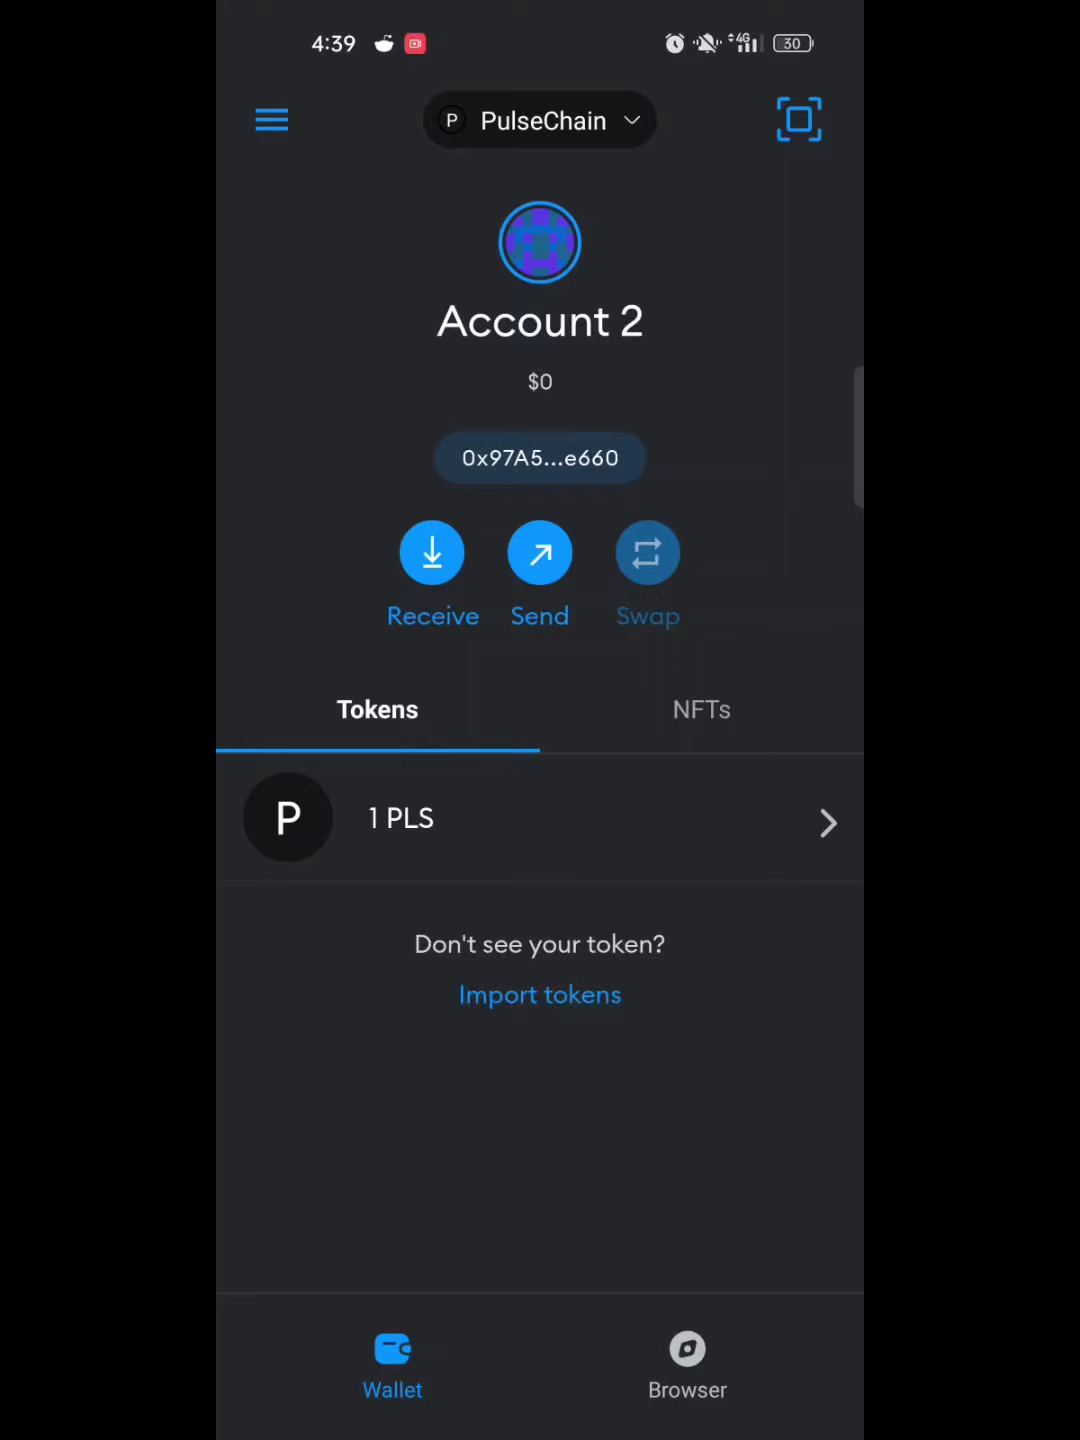 4:39 4G 30
P PulseChain
Account 2
$0
0x97A5...e660
Receive Send Swap
Tokens NFTs
P 1 PLS
Don't see your token?
Import tokens
Wallet Browser